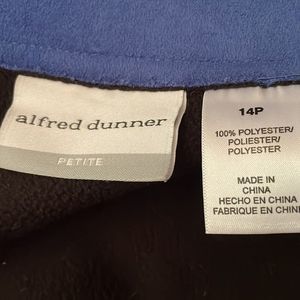 alfred dunner
PETITE
14P
100% POLYESTER/
POLIESTER/
POLYESTER
MADE IN
CHINA
HECHO EN CHINA
FABRIQUE EN CHINE